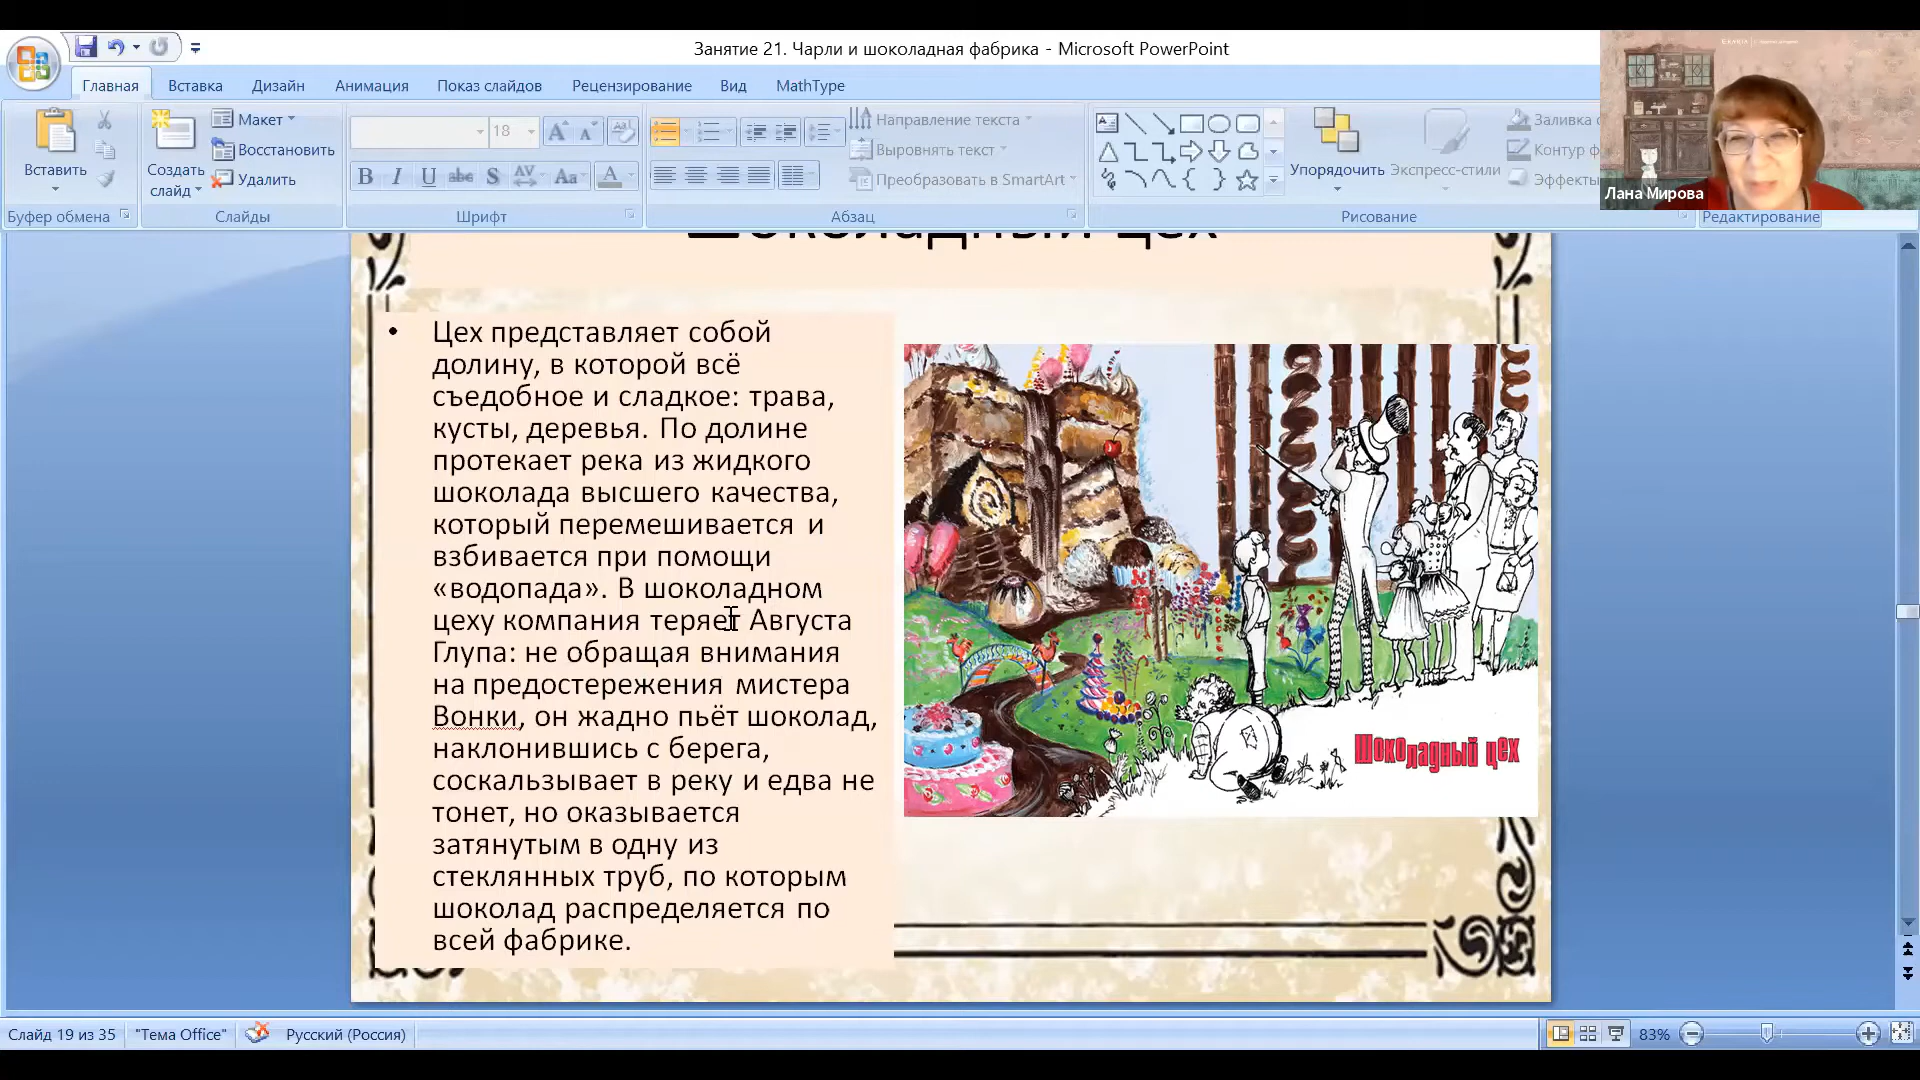 Занятие 21. Чарли и шоколадная фабрика - Microsoft PowerPoint
Главная Вставка Дизайн Анимация Показ слайдов Рецензирование Вид MathType
Вставить
Буфер обмена
Создать слайд
Макет
Восстановить
Удалить
Слайды
18
Шрифт
Направление текста
Выровнять текст
Преобразовать в SmartArt
Абзац
Упорядочить
Экспресс-стили
Заливка
Контур ф
Эффекты
Рисование
Редактирование
Лана Мирова
Шоколадный цех
• Цех представляет собой
долину, в которой всё
съедобное и сладкое: трава,
кусты, деревья. По долине
протекает река из жидкого
шоколада высшего качества,
который перемешивается и
взбивается при помощи
«водопада». В шоколадном
цеху компания теряет Августа
Глупа: не обращая внимания
на предостережения мистера
Вонки, он жадно пьёт шоколад,
наклонившись с берега,
соскальзывает в реку и едва не
тонет, но оказывается
затянутым в одну из
стеклянных труб, по которым
шоколад распределяется по
всей фабрике.
Шоколадный цех
Слайд 19 из 35 "Тема Office" Русский (Россия) 83%